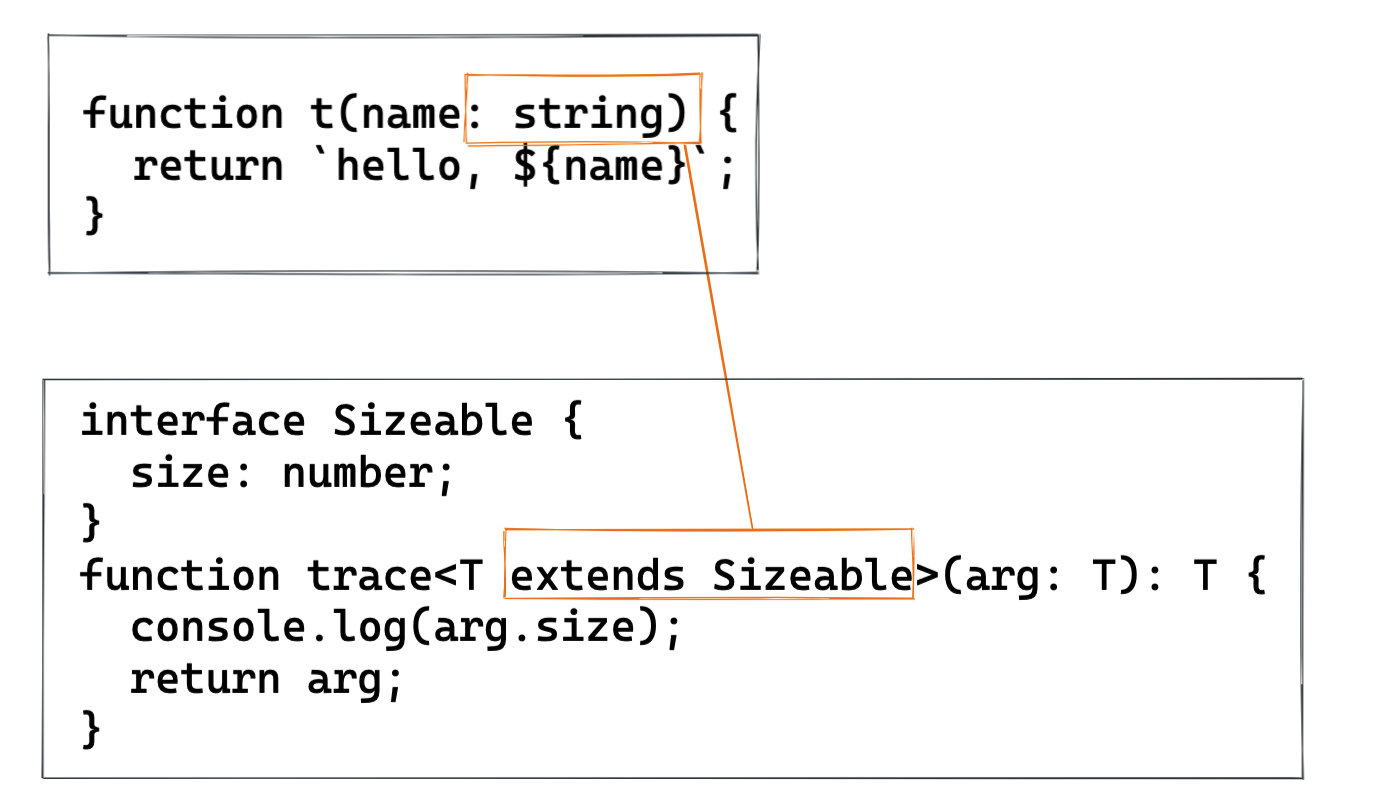 function t(name: string) {
  return `hello, ${name}`;
}
interface Sizeable {
  size: number;
}
function trace<T extends Sizeable>(arg: T): T {
  console.log(arg.size);
  return arg;
}